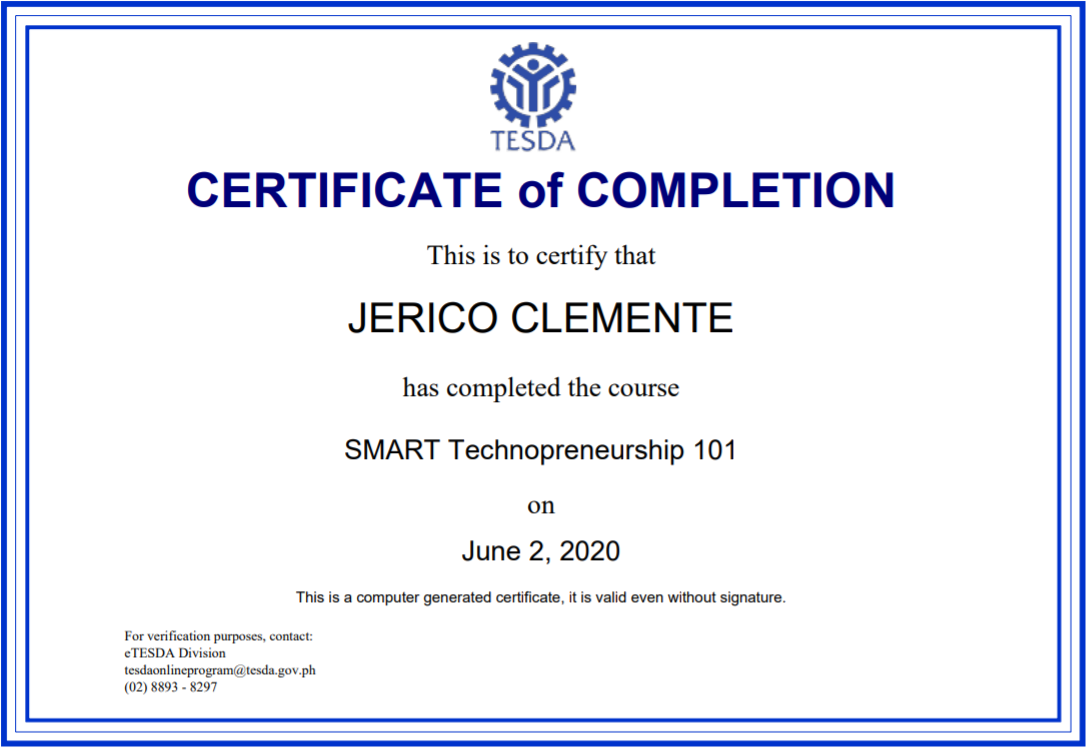 TESDA
CERTIFICATE of COMPLETION
This is to certify that
JERICO CLEMENTE
has completed the course
SMART Technopreneurship 101
on
June 2, 2020
This is a computer generated certificate, it is valid even without signature.
For verification purposes, contact:
eTESDA Division
tesdaonlineprogram@tesda.gov.ph
(02) 8893 - 8297